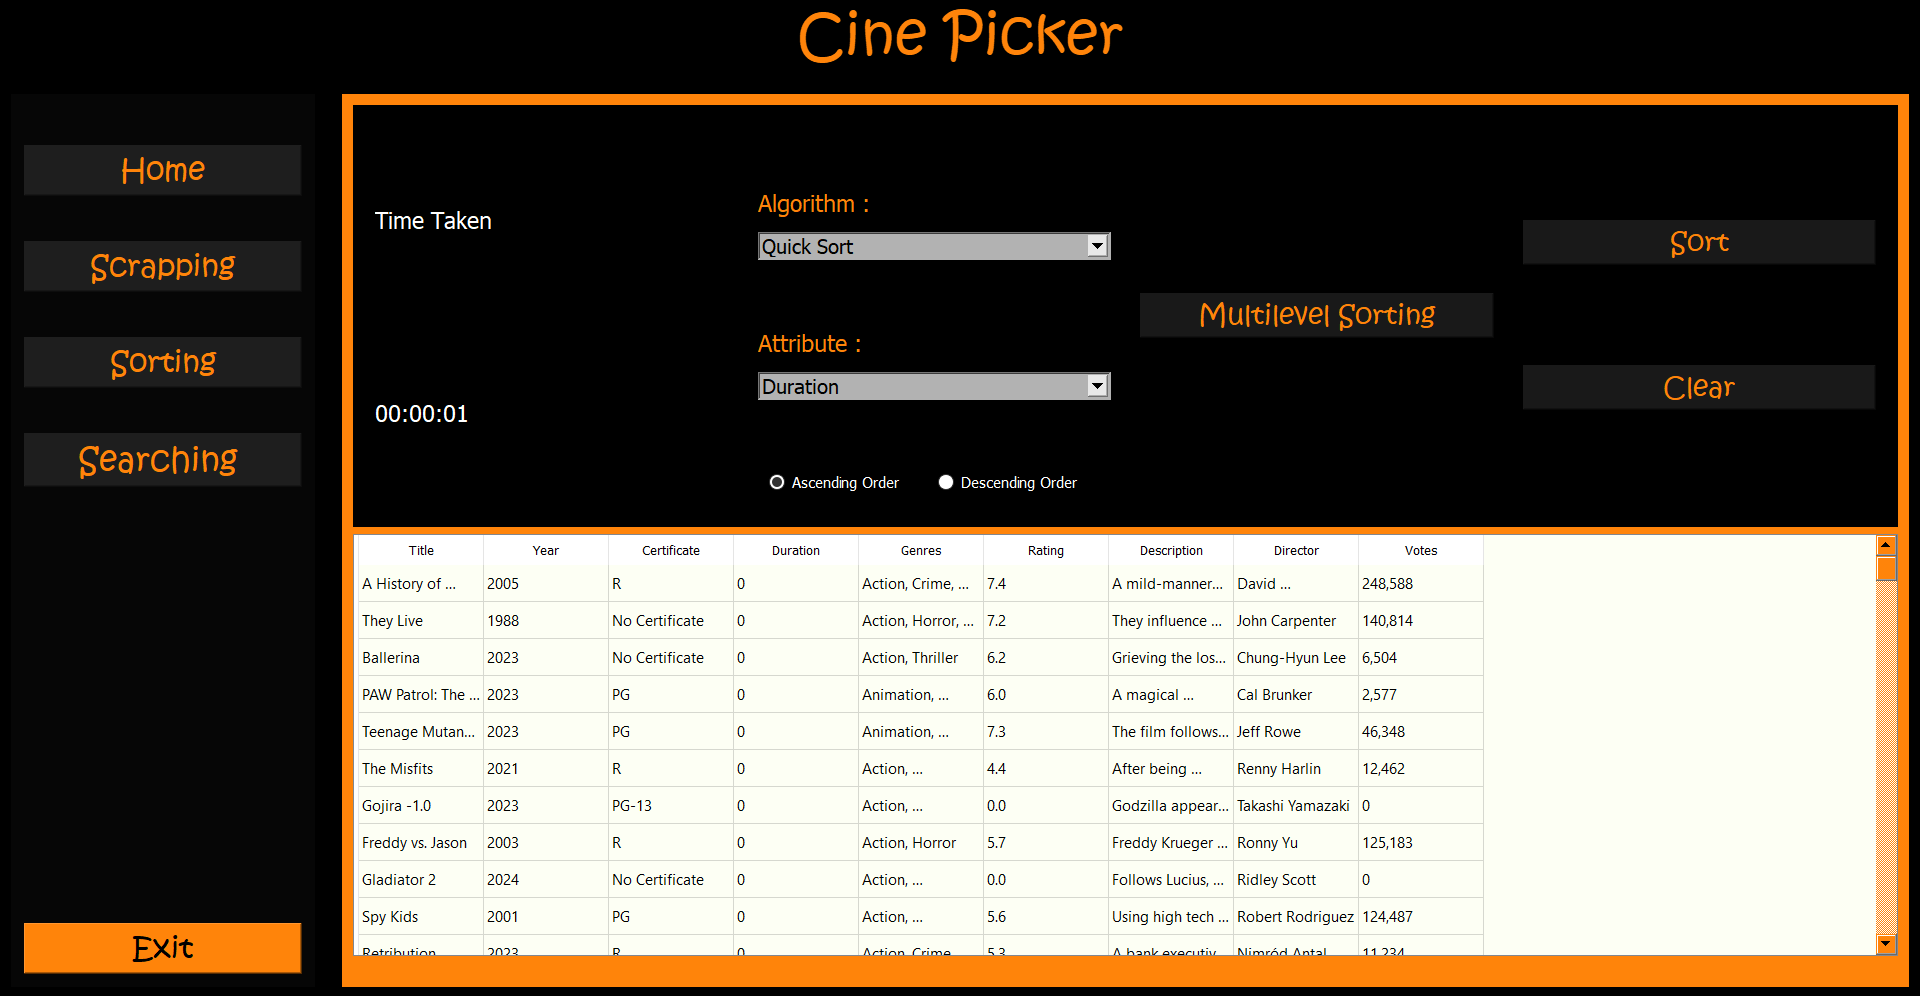 Cine Picker
Home
Scrapping
Sorting
Searching
Exit
Time Taken
00:00:01
Algorithm :
Quick Sort
Attribute :
Duration
Ascending Order Descending Order
Multilevel Sorting
Sort
Clear
Title Year Certificate Duration Genres Rating Description Director Votes
A History of ... 2005 R 0 Action, Crime, ... 7.4 A mild-manner... David ... 248,588
They Live 1988 No Certificate 0 Action, Horror, ... 7.2 They influence ... John Carpenter 140,814
Ballerina 2023 No Certificate 0 Action, Thriller 6.2 Grieving the los... Chung-Hyun Lee 6,504
PAW Patrol: The ... 2023 PG 0 Animation, ... 6.0 A magical ... Cal Brunker 2,577
Teenage Mutan... 2023 PG 0 Animation, ... 7.3 The film follows... Jeff Rowe 46,348
The Misfits 2021 R 0 Action, ... 4.4 After being ... Renny Harlin 12,462
Gojira -1.0 2023 PG-13 0 Action, ... 0.0 Godzilla appear... Takashi Yamazaki 0
Freddy vs. Jason 2003 R 0 Action, Horror 5.7 Freddy Krueger ... Ronny Yu 125,183
Gladiator 2 2024 No Certificate 0 Action, ... 0.0 Follows Lucius, ... Ridley Scott 0
Spy Kids 2001 PG 0 Action, ... 5.6 Using high tech ... Robert Rodriguez 124,487
Retribution 2023 R 0 Action, Crime, ... 5.3 A bank executiv... Nimród Antal 11,234